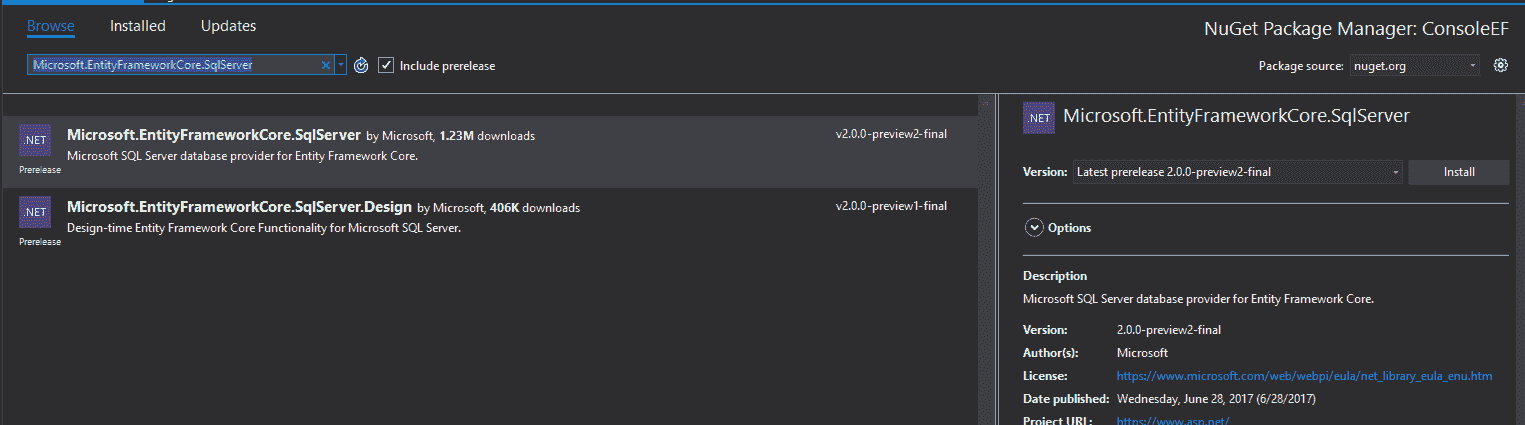 Browse Installed Updates
NuGet Package Manager: ConsoleEF
Microsoft.EntityFrameworkCore.SqlServer
Include prerelease
Package source: nuget.org
.NET
Prerelease
Microsoft.EntityFrameworkCore.SqlServer by Microsoft, 1.23M downloads
v2.0.0-preview2-final
Microsoft SQL Server database provider for Entity Framework Core.
.NET
Prerelease
Microsoft.EntityFrameworkCore.SqlServer.Design by Microsoft, 406K downloads
v2.0.0-preview1-final
Design-time Entity Framework Core Functionality for Microsoft SQL Server.
.NET
Microsoft.EntityFrameworkCore.SqlServer
Version: Latest prerelease 2.0.0-preview2-final
Install
Options
Description
Microsoft SQL Server database provider for Entity Framework Core.
Version: 2.0.0-preview2-final
Author(s): Microsoft
License: https://www.microsoft.com/web/webpi/eula/net_library_eula_enu.htm
Date published: Wednesday, June 28, 2017 (6/28/2017)
Project URL: https://www.asp.net/